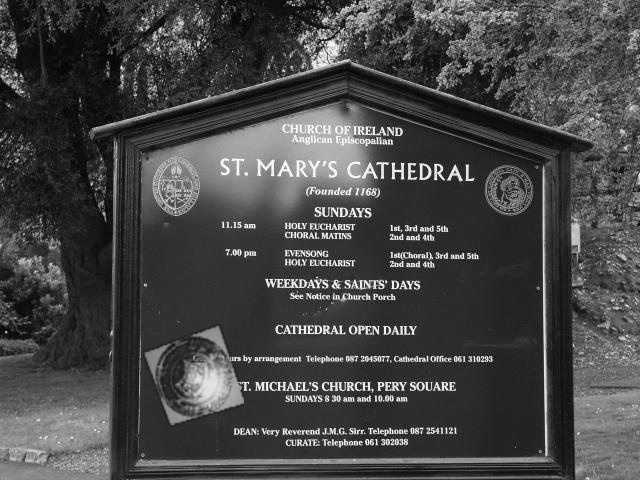 CHURCH OF IRELAND
Anglican Episcopalian
ST. MARY'S CATHEDRAL
(Founded 1168)
SUNDAYS
11.15 am HOLY EUCHARIST 1st, 3rd and 5th
CHORAL MATINS 2nd and 4th
7.00 pm EVENSONG 1st(Choral), 3rd and 5th
HOLY EUCHARIST 2nd and 4th
WEEKDAYS & SAINTS' DAYS
See Notice in Church Porch
CATHEDRAL OPEN DAILY
by arrangement Telephone 087 2045077, Cathedral Office 061 310293
ST. MICHAEL'S CHURCH, PERY SQUARE
SUNDAYS 8 30 am and 10.00 am
DEAN: Very Reverend J.M.G. Sirr. Telephone 087 2541121
CURATE: Telephone 061 302038